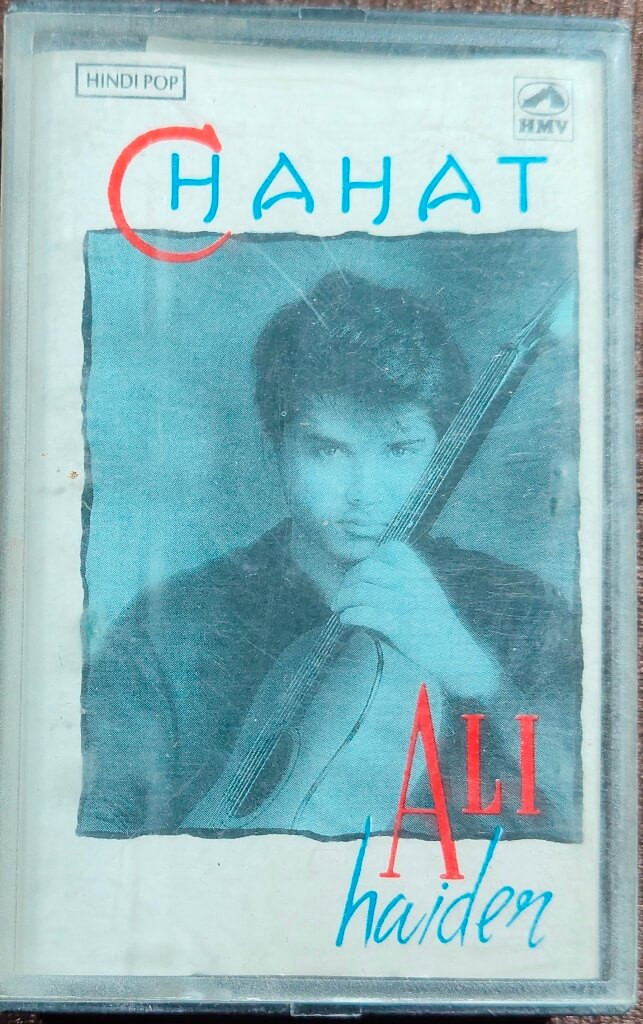 HINDI POP
HMV
CHAHAT
ALI
haider